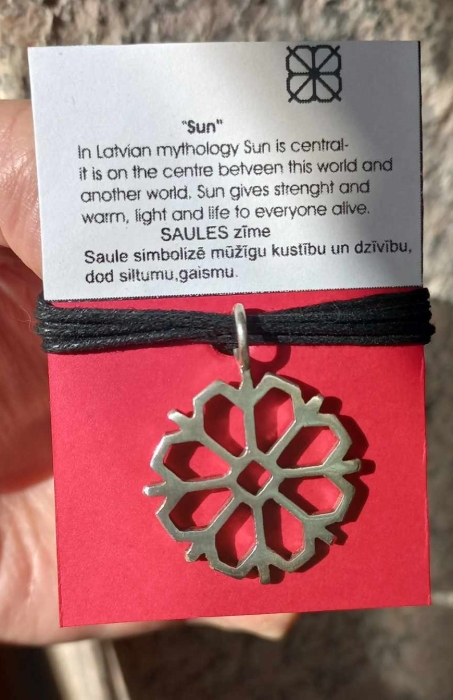 "Sun"
In Latvian mythology Sun is central-
it is on the centre betveen this world and
another world. Sun gives strenght and
warm, light and life to everyone alive.
SAULES zīme
Saule simbolizē mūžīgu kustību un dzīvību,
dod siltumu,gaismu.